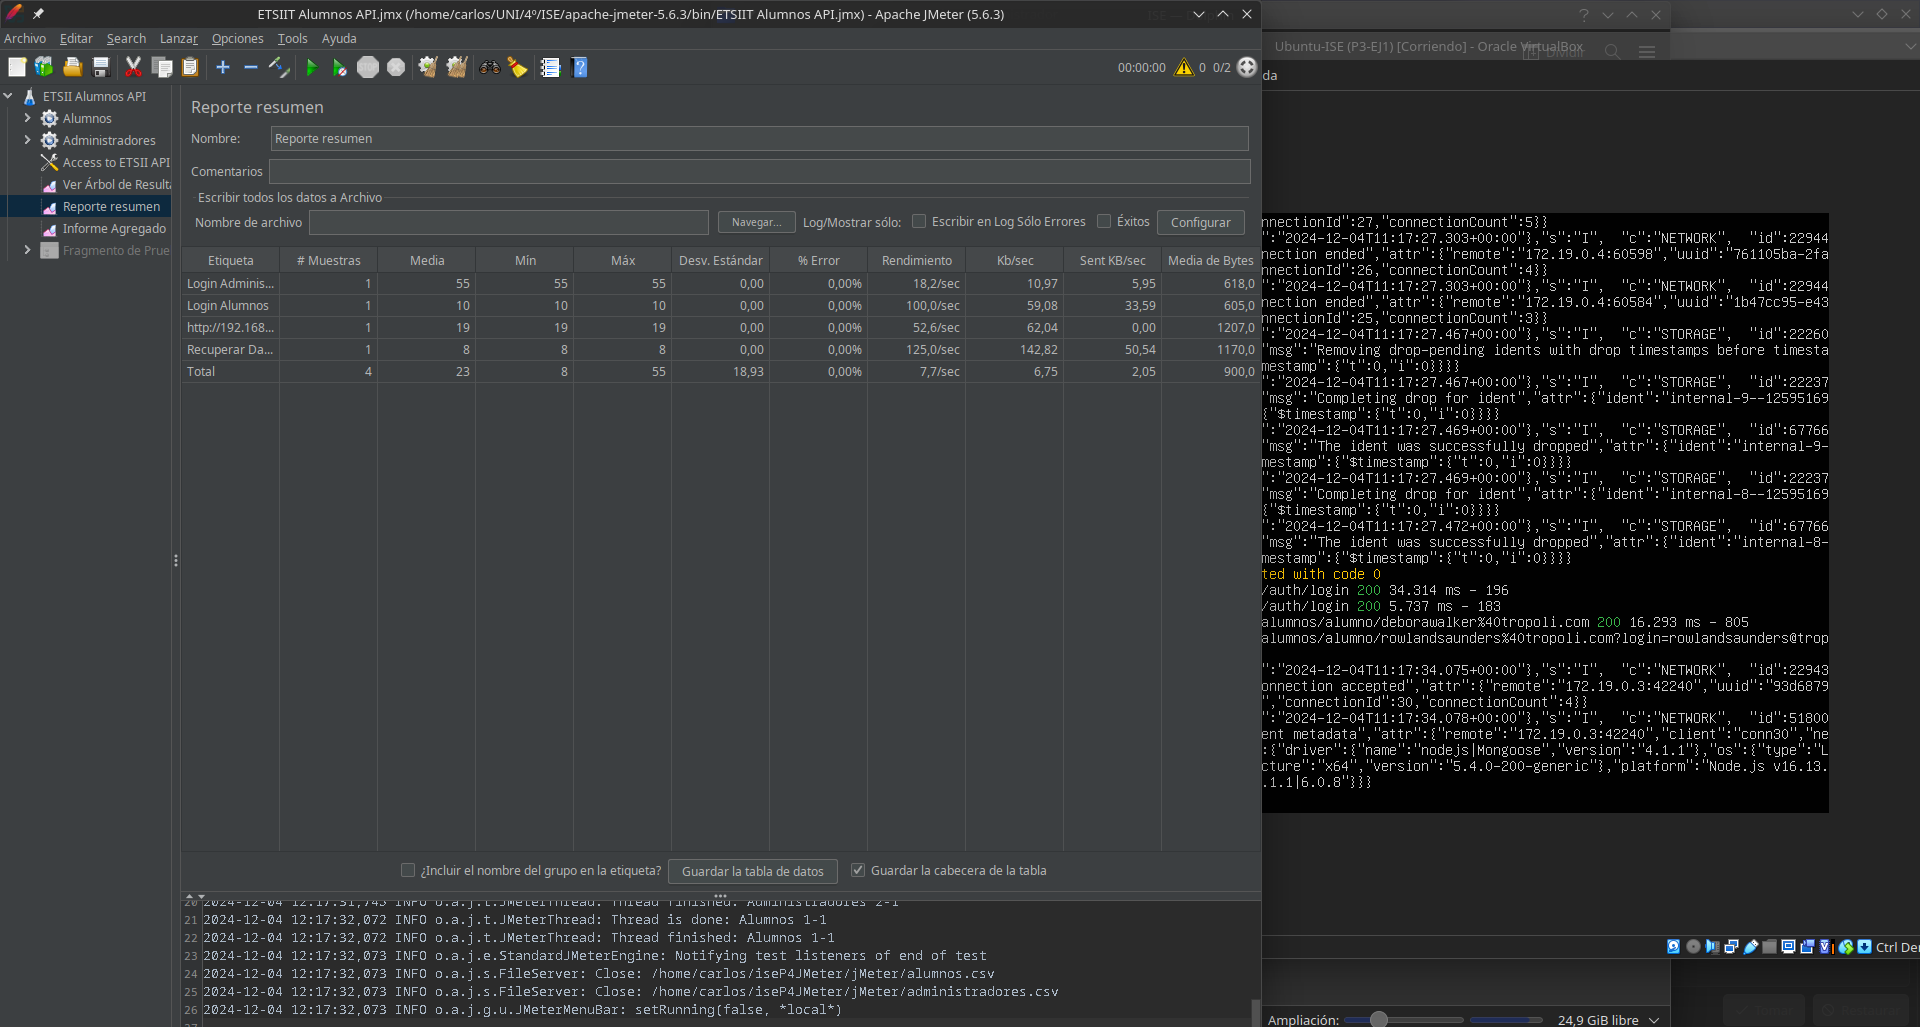 ETSIIT Alumnos API.jmx (/home/carlos/UNI/4º/ISE/apache-jmeter-5.6.3/bin/ETSIIT Alumnos API.jmx) - Apache JMeter (5.6.3)
Archivo Editar Search Lanzar Opciones Tools Ayuda
00:00:00 0 0/2
ETSII Alumnos API
Alumnos
Administradores
Access to ETSII API
Ver Árbol de Result
Reporte resumen
Informe Agregado
Fragmento de Prue
Reporte resumen
Nombre: Reporte resumen
Comentarios
Escribir todos los datos a Archivo
Nombre de archivo Navegar... Log/Mostrar sólo: Escribir en Log Sólo Errores Éxitos Configurar
Etiqueta # Muestras Media Mín Máx Desv. Estándar % Error Rendimiento Kb/sec Sent KB/sec Media de Bytes
Login Adminis... 1 55 55 55 0,00 0,00% 18,2/sec 10,97 5,95 618,0
Login Alumnos 1 10 10 10 0,00 0,00% 100,0/sec 59,08 33,59 605,0
http://192.168... 1 19 19 19 0,00 0,00% 52,6/sec 62,04 0,00 1207,0
Recuperar Da... 1 8 8 8 0,00 0,00% 125,0/sec 142,82 50,54 1170,0
Total 4 23 8 55 18,93 0,00% 7,7/sec 6,75 2,05 900,0
¿Incluir el nombre del grupo en la etiqueta? Guardar la tabla de datos Guardar la cabecera de la tabla
20 2024-12-04 12:17:31,745 INFO o.a.j.t.JMeterThread: Thread finished: Administradores 2-1
21 2024-12-04 12:17:32,072 INFO o.a.j.t.JMeterThread: Thread is done: Alumnos 1-1
22 2024-12-04 12:17:32,072 INFO o.a.j.t.JMeterThread: Thread finished: Alumnos 1-1
23 2024-12-04 12:17:32,073 INFO o.a.j.e.StandardJMeterEngine: Notifying test listeners of end of test
24 2024-12-04 12:17:32,073 INFO o.a.j.s.FileServer: Close: /home/carlos/iseP4JMeter/jMeter/alumnos.csv
25 2024-12-04 12:17:32,073 INFO o.a.j.s.FileServer: Close: /home/carlos/iseP4JMeter/jMeter/administradores.csv
26 2024-12-04 12:17:32,073 INFO o.a.j.g.u.JMeterMenuBar: setRunning(false, *local*)
Ubuntu-ISE (P3-EJ1) [Corriendo] - Oracle VirtualBox
Dividir
da
nnectionId":27,"connectionCount":5}}
":"2024-12-04T11:17:27.303+00:00"},"s":"I", "c":"NETWORK", "id":22944
nection ended","attr":{"remote":"172.19.0.4:60598","uuid":"761105ba-2fa
nnectionId":26,"connectionCount":4}}
":"2024-12-04T11:17:27.303+00:00"},"s":"I", "c":"NETWORK", "id":22944
nection ended","attr":{"remote":"172.19.0.4:60584","uuid":"1b47cc95-e43
nnectionId":25,"connectionCount":3}}
":"2024-12-04T11:17:27.467+00:00"},"s":"I", "c":"STORAGE", "id":22260
"msg":"Removing drop-pending idents with drop timestamps before timesta
mestamp":{"t":0,"i":0}}}}
":"2024-12-04T11:17:27.467+00:00"},"s":"I", "c":"STORAGE", "id":22237
"msg":"Completing drop for ident","attr":{"ident":"internal-9--12595169
{"$timestamp":{"t":0,"i":0}}}}
":"2024-12-04T11:17:27.469+00:00"},"s":"I", "c":"STORAGE", "id":67766
"msg":"The ident was successfully dropped","attr":{"ident":"internal-9-
mestamp":{"$timestamp":{"t":0,"i":0}}}}
":"2024-12-04T11:17:27.469+00:00"},"s":"I", "c":"STORAGE", "id":22237
"msg":"Completing drop for ident","attr":{"ident":"internal-8--12595169
{"$timestamp":{"t":0,"i":0}}}}
":"2024-12-04T11:17:27.472+00:00"},"s":"I", "c":"STORAGE", "id":67766
"msg":"The ident was successfully dropped","attr":{"ident":"internal-8-
mestamp":{"$timestamp":{"t":0,"i":0}}}}
ted with code 0
/auth/login 200 34.314 ms - 196
/auth/login 200 5.737 ms - 183
alumnos/alumno/deborawalker%40tropoli.com 200 16.293 ms - 805
alumnos/alumno/rowlandsaunders%40tropoli.com?login=rowlandsaunders@trop
":"2024-12-04T11:17:34.075+00:00"},"s":"I", "c":"NETWORK", "id":22943
onnection accepted","attr":{"remote":"172.19.0.3:42240","uuid":"93d6879
","connectionId":30,"connectionCount":4}}
":"2024-12-04T11:17:34.078+00:00"},"s":"I", "c":"NETWORK", "id":51800
ent metadata","attr":{"remote":"172.19.0.3:42240","client":"conn30","ne
:{"driver":{"name":"nodejs|Mongoose","version":"4.1.1"},"os":{"type":"L
cture":"x64","version":"5.4.0-200-generic"},"platform":"Node.js v16.13.
.1.1|6.0.8"}}}
Ctrl Der
Ampliación: 24,9 GiB libre